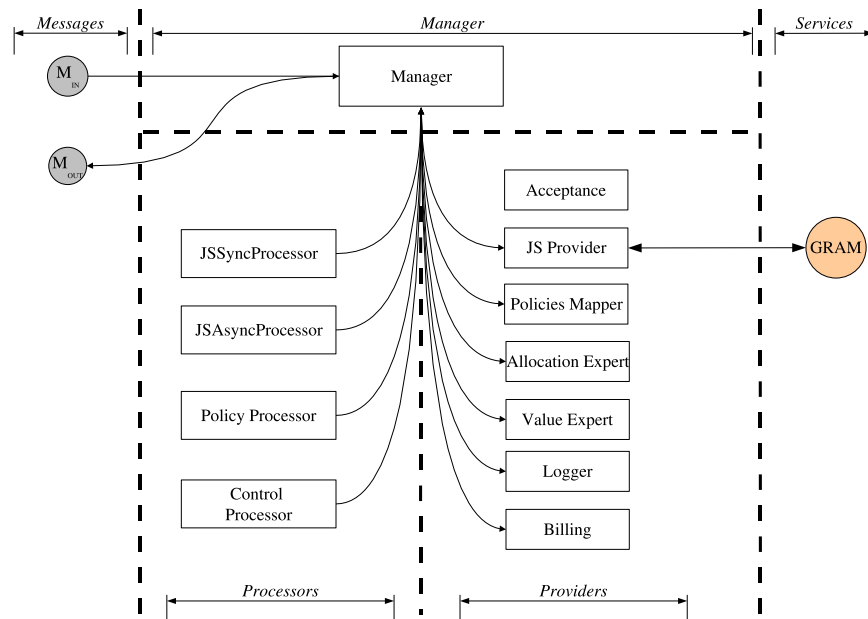 Messages
Manager
Services
M IN
Manager
M OUT
Acceptance
JSSyncProcessor
JS Provider
GRAM
Policies Mapper
JSAsyncProcessor
Allocation Expert
Policy Processor
Value Expert
Logger
Control
Processor
Billing
Processors
Providers